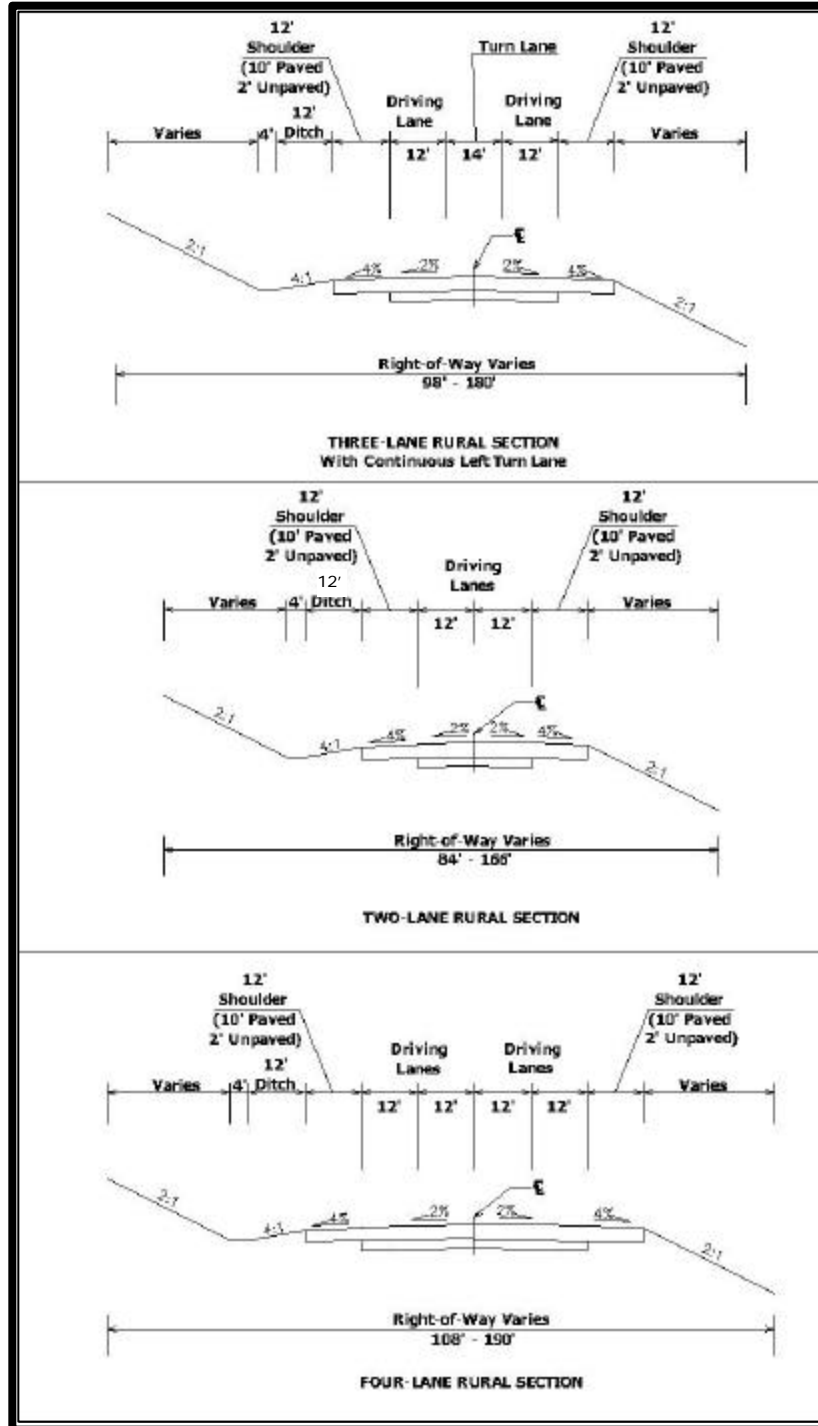 12'
Shoulder
(10' Paved
2' Unpaved)
Turn Lane
12'
Shoulder
(10' Paved
2' Unpaved)
Driving
Lane
Driving
Lane
Varies
4'
12'
Ditch
12'
14'
12'
Varies
2:1
4:1
4%
2%
℄
2%
4%
2:1
Right-of-Way Varies
98' - 180'
THREE-LANE RURAL SECTION
With Continuous Left Turn Lane
12'
Shoulder
(10' Paved
2' Unpaved)
12'
Shoulder
(10' Paved
2' Unpaved)
Driving
Lanes
Varies
4'
12'
Ditch
12'
12'
Varies
2:1
4:1
4%
2%
℄
2%
4%
2:1
Right-of-Way Varies
84' - 166'
TWO-LANE RURAL SECTION
12'
Shoulder
(10' Paved
2' Unpaved)
12'
Shoulder
(10' Paved
2' Unpaved)
Driving
Lanes
Driving
Lanes
Varies
4'
12'
Ditch
12'
12'
12'
12'
Varies
2:1
4:1
4%
2%
℄
2%
4%
2:1
Right-of-Way Varies
108' - 190'
FOUR-LANE RURAL SECTION